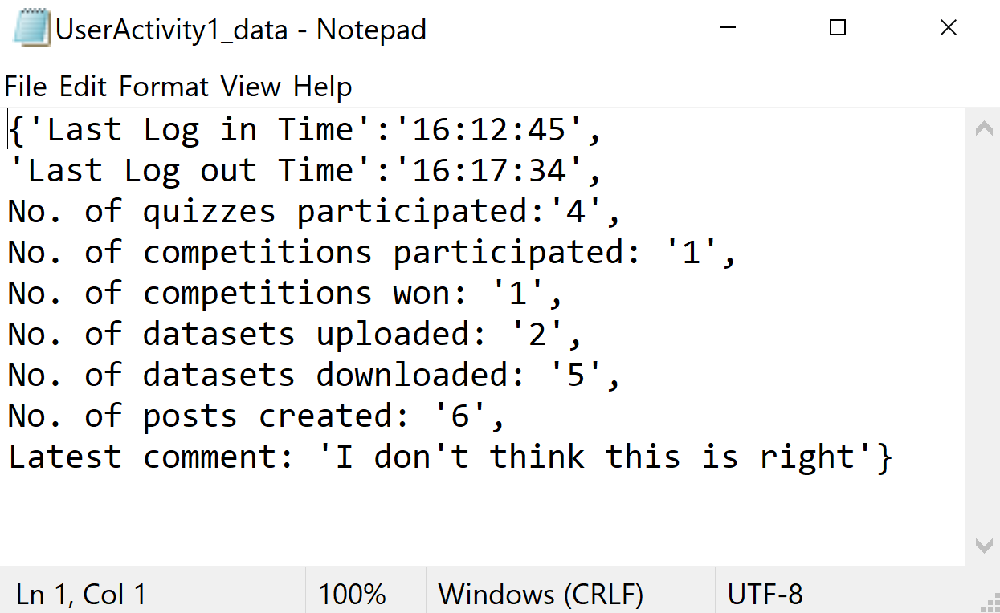 UserActivity1_data - Notepad
File Edit Format View Help
{'Last Log in Time':'16:12:45',
'Last Log out Time':'16:17:34',
No. of quizzes participated:'4',
No. of competitions participated: '1',
No. of competitions won: '1',
No. of datasets uploaded: '2',
No. of datasets downloaded: '5',
No. of posts created: '6',
Latest comment: 'I don't think this is right'}
Ln 1, Col 1 100% Windows (CRLF) UTF-8